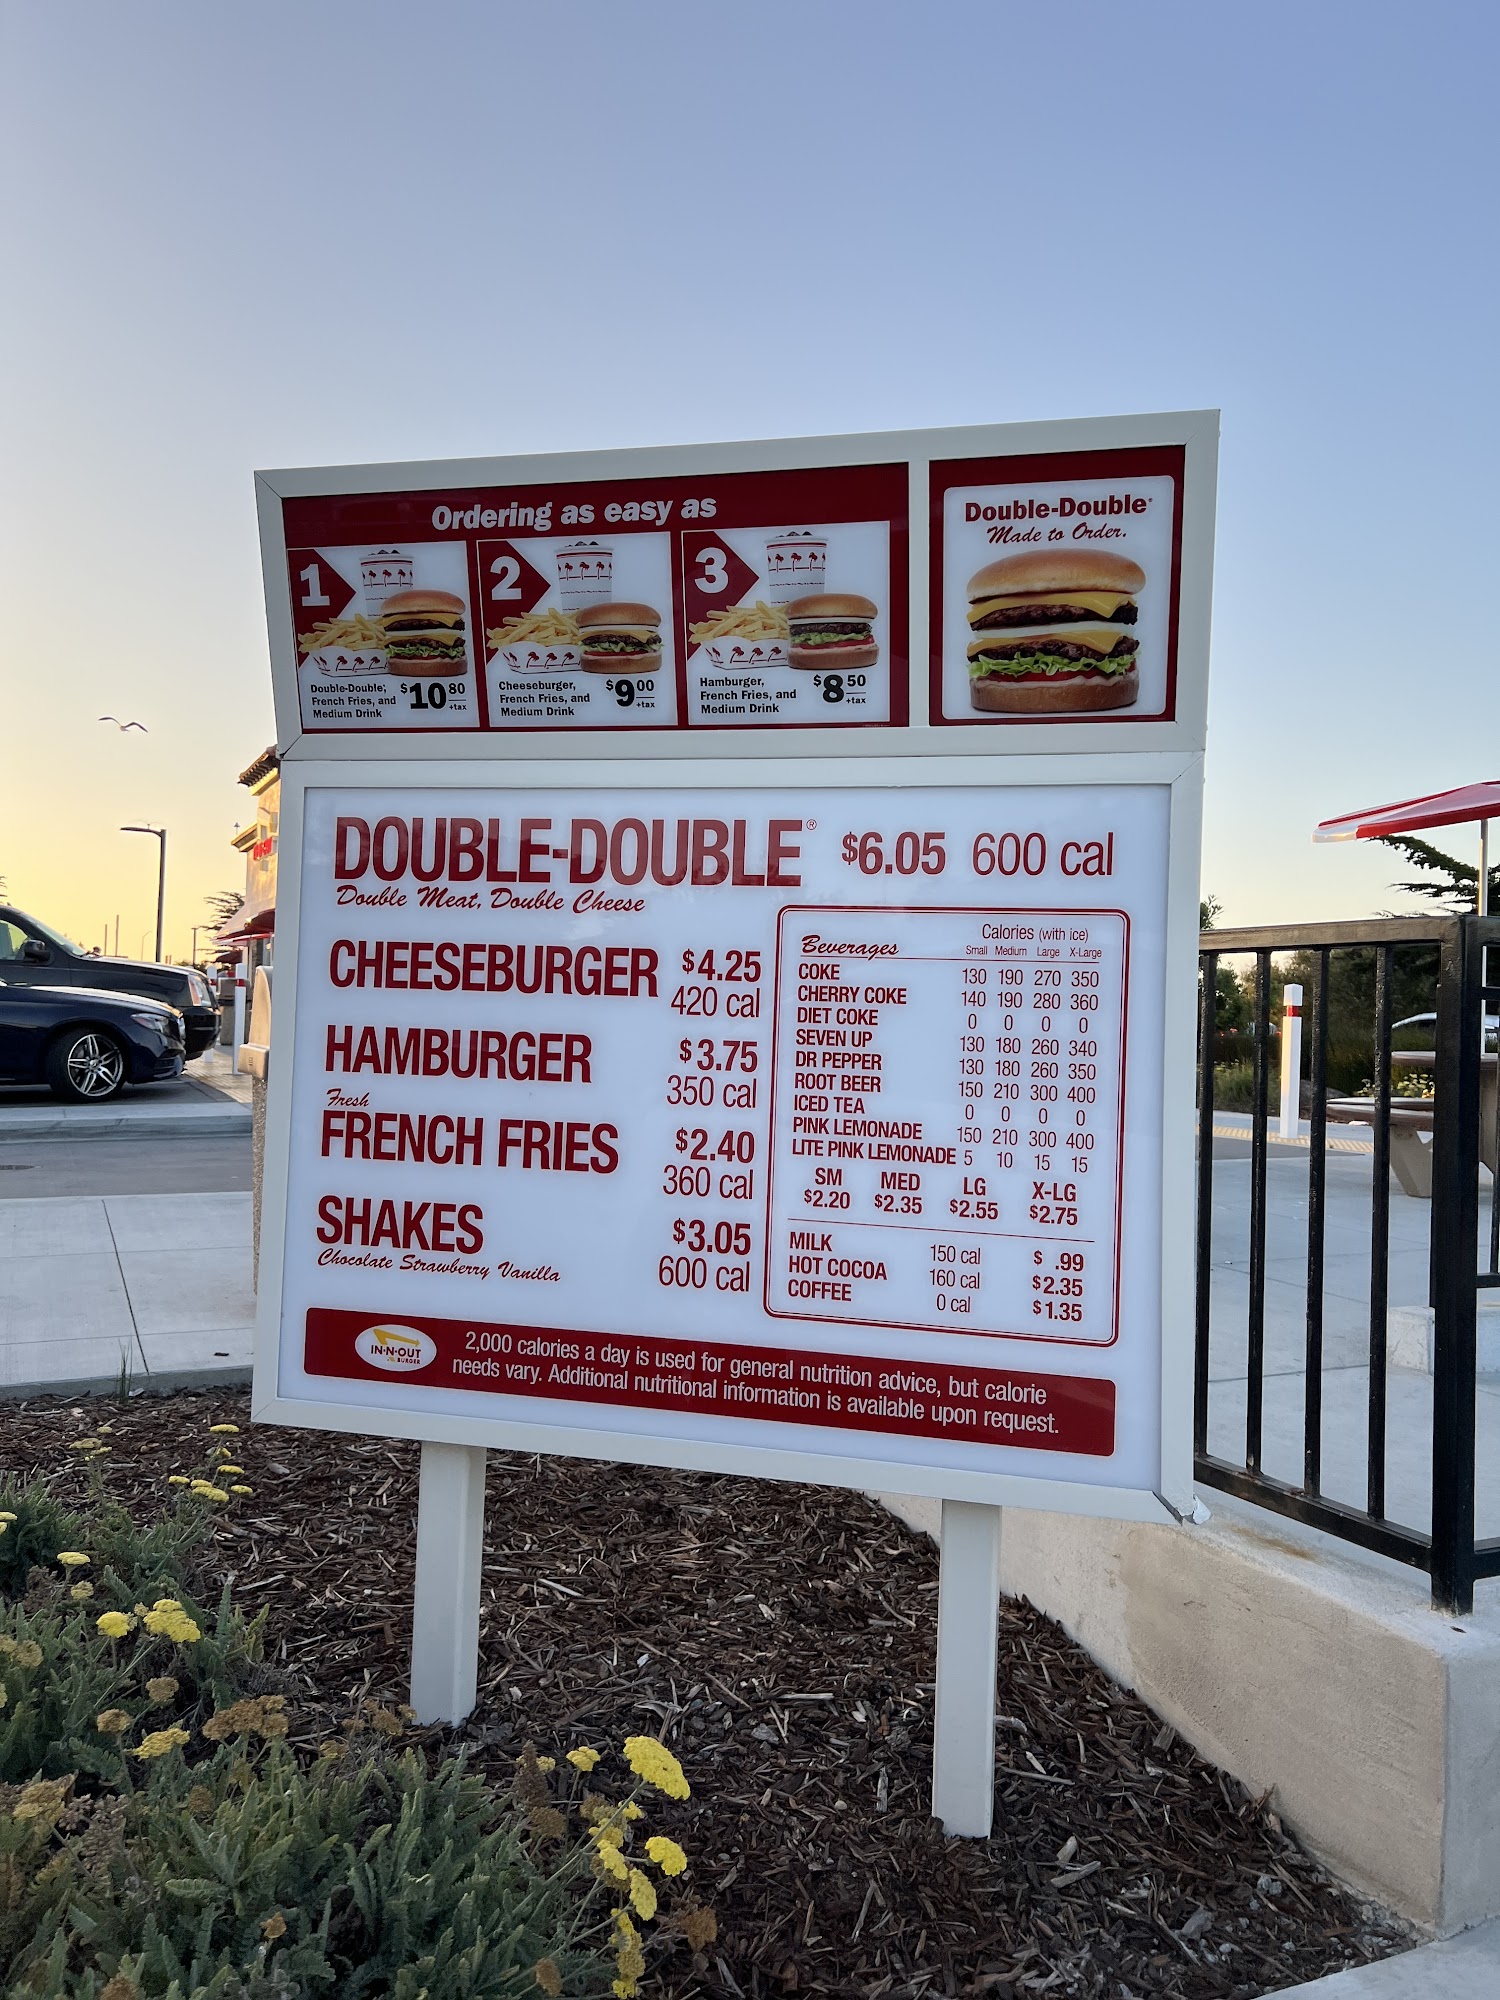 Ordering as easy as
1
Double-Double,
French Fries, and
Medium Drink
$10 80
+tax
2
Cheeseburger,
French Fries, and
Medium Drink
$9 00
+tax
3
Hamburger,
French Fries, and
Medium Drink
$8 50
+tax
Double-Double®
Made to Order.
DOUBLE-DOUBLE® $6.05 600 cal
Double Meat, Double Cheese
CHEESEBURGER $4.25
420 cal
HAMBURGER $3.75
350 cal
Fresh
FRENCH FRIES $2.40
360 cal
SHAKES $3.05
Chocolate Strawberry Vanilla 600 cal
Calories (with ice)
Beverages Small Medium Large X-Large
COKE 130 190 270 350
CHERRY COKE 140 190 280 360
DIET COKE 0 0 0 0
SEVEN UP 130 180 260 340
DR PEPPER 130 180 260 350
ROOT BEER 150 210 300 400
ICED TEA 0 0 0 0
PINK LEMONADE 150 210 300 400
LITE PINK LEMONADE 5 10 15 15
SM MED LG X-LG
$2.20 $2.35 $2.55 $2.75
MILK 150 cal $ .99
HOT COCOA 160 cal $2.35
COFFEE 0 cal $1.35
IN-N-OUT
BURGER
2,000 calories a day is used for general nutrition advice, but calorie
needs vary. Additional nutritional information is available upon request.